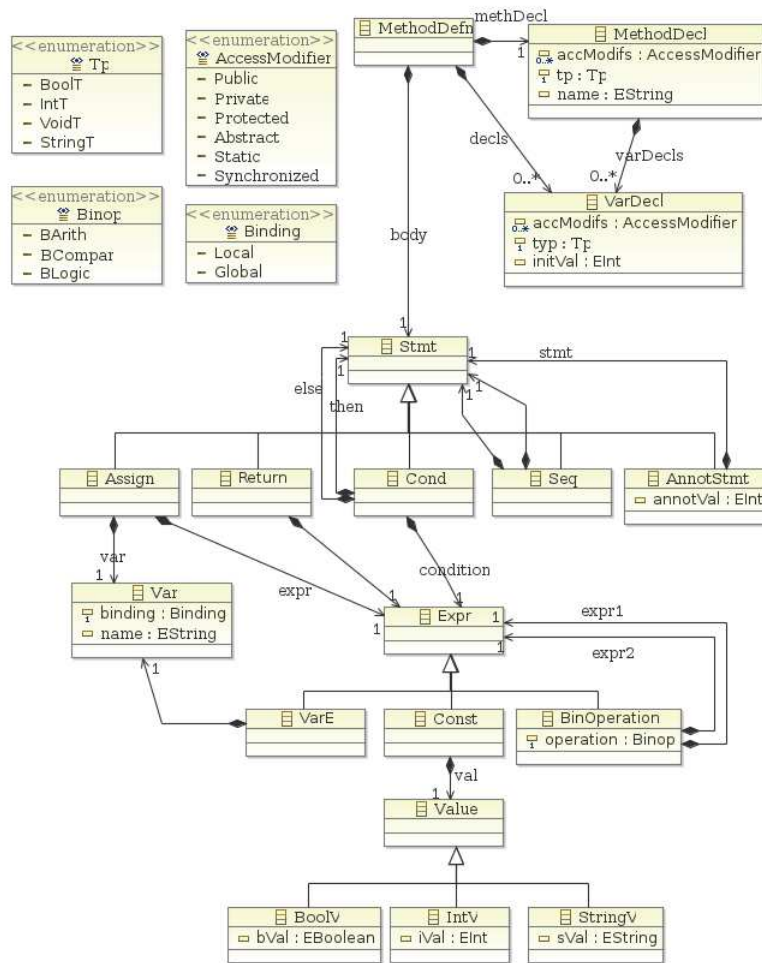 <<enumeration>>
Tp
BoolT
IntT
VoidT
StringT
<<enumeration>>
AccessModifier
Public
Private
Protected
Abstract
Static
Synchronized
<<enumeration>>
Binop
BArith
BCompar
BLogic
<<enumeration>>
Binding
Local
Global
MethodDefn
methDecl
1
MethodDecl
0..* accModifs : AccessModifier
1 tp : Tp
name : EString
decls
0..*
varDecls
0..*
VarDecl
0..* accModifs : AccessModifier
1 typ : Tp
initVal : EInt
body
1
Stmt
1
1
else
then
1
1
1
stmt
Assign
Return
Cond
Seq
AnnotStmt
annotVal : EInt
var
1
Var
1 binding : Binding
name : EString
expr
1
1
condition
1
Expr
1
1
expr1
expr2
1
VarE
Const
BinOperation
1 operation : Binop
val
1
Value
BoolV
bVal : EBoolean
IntV
iVal : EInt
StringV
sVal : EString